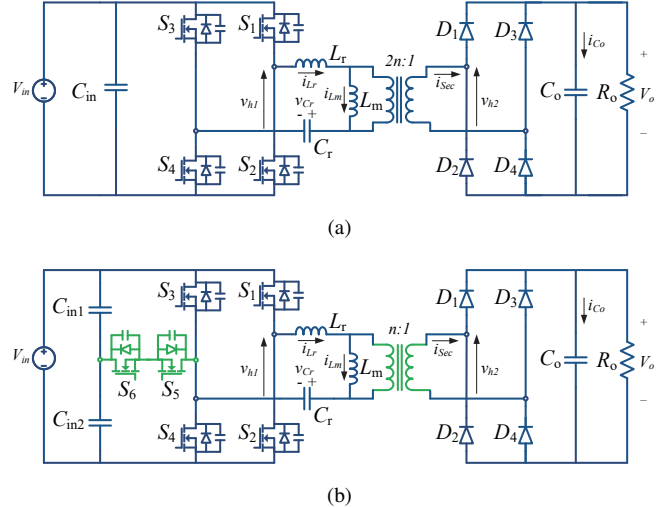 S3 S1 D1 D3
Lr 2n:1 iCo
Vin Cin iLr iSec + 
vh1 iLm Lm vh2 Co Ro Vo
vCr
- + −
Cr
S4 S2 D2 D4
(a)
S3 S1 D1 D3
Cin1 Lr n:1 iCo
Vin iLr iSec +
vh1 iLm Lm vh2 Co Ro Vo
S6 S5 vCr
- + −
Cin2 Cr
S4 S2 D2 D4
(b)